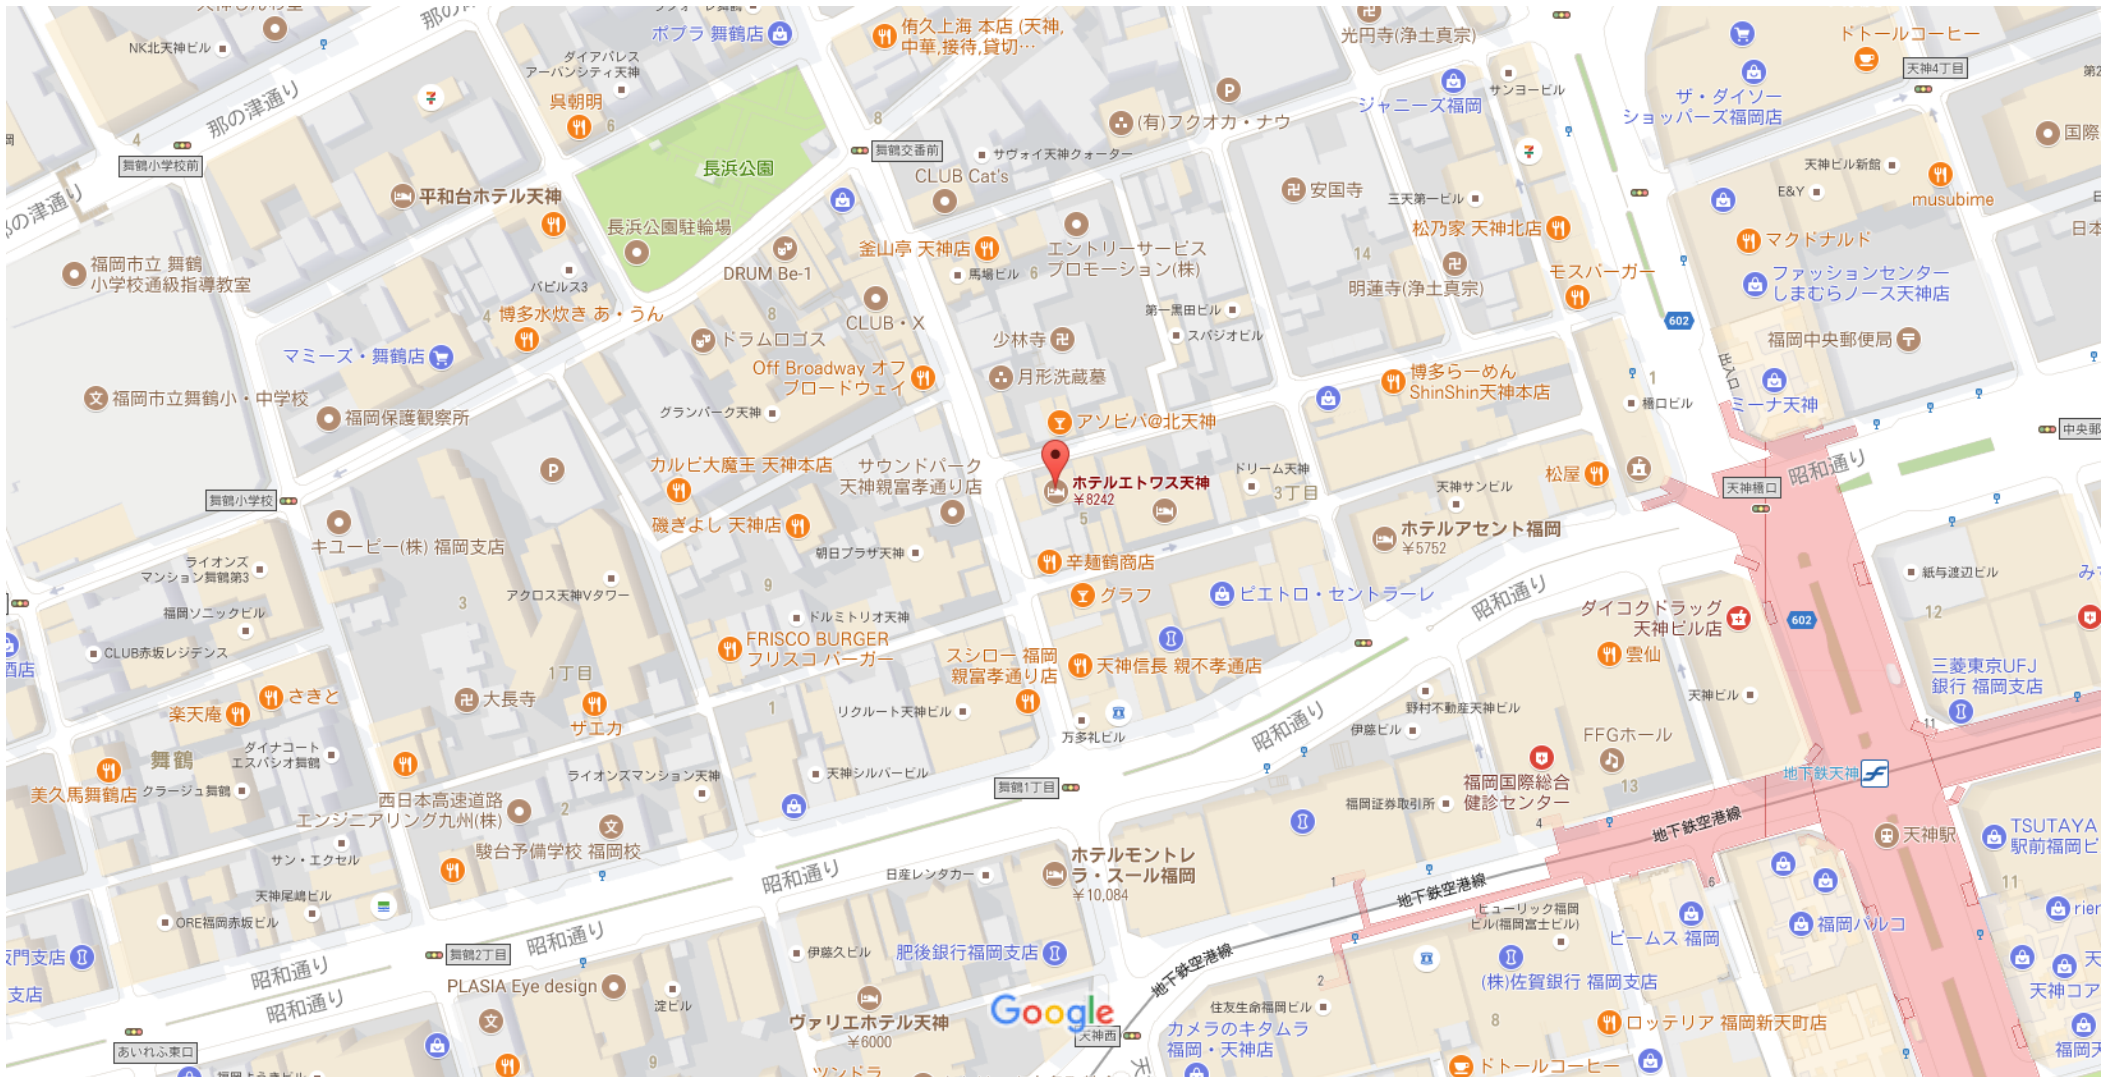 NK北天神ビル
那の津通り
ダイアパレス
アーバンシティ天神
ポプラ 舞鶴店
侑久上海 本店 (天神,
中華,接待,貸切…
光円寺(浄土真宗)
ドトールコーヒー
天神4丁目
ジャニーズ福岡
サンヨービル
ザ・ダイソー
ショッパーズ福岡店
呉朝明
6
8
4
舞鶴小学校前
舞鶴交番前
長浜公園
サヴォイ天神クォーター
(有)フクオカ・ナウ
CLUB Cat's
天神ビル新館
E&Y
musubime
国際
平和台ホテル天神
安国寺
三天第一ビル
那の津通り
長浜公園駐輪場
DRUM Be-1
釜山亭 天神店
馬場ビル
6
エントリーサービス
プロモーション(株)
14
松乃家 天神北店
マクドナルド
日本
福岡市立 舞鶴
小学校通級指導教室
バビルス3
4
博多水炊き あ・うん
8
CLUB・X
第一黒田ビル
明蓮寺(浄土真宗)
モスバーガー
ファッションセンター
しまむらノース天神店
602
マミーズ・舞鶴店
ドラムロゴス
少林寺
スバジオビル
福岡中央郵便局
出入口
Off Broadway オフ
ブロードウェイ
月形洗蔵墓
博多らーめん
ShinShin天神本店
1
橋口ビル
ミーナ天神
福岡市立舞鶴小・中学校
福岡保護観察所
グランパーク天神
アソビバ@北天神
中央郵
カルビ大魔王 天神本店
サウンドパーク
天神親富孝通り店
ホテルエトワス天神
¥8242
ドリーム天神
3丁目
天神サンビル
松屋
天神橋口
昭和通り
舞鶴小学校
磯ぎよし 天神店
5
ホテルアセント福岡
¥5752
キユーピー(株) 福岡支店
朝日プラザ天神
辛麺鶴商店
ライオンズ
マンション舞鶴第3
アクロス天神Vタワー
9
グラフ
ピエトロ・セントラーレ
昭和通り
紙与渡辺ビル
みず
3
福岡ソニックビル
ドルミトリオ天神
ダイコクドラッグ
天神ビル店
602
12
CLUB赤坂レジデンス
FRISCO BURGER
フリスコ バーガー
スシロー 福岡
親富孝通り店
天神信長 親不孝通店
雲仙
三菱東京UFJ
銀行 福岡支店
酒店
1丁目
さきと
楽天庵
大長寺
ザエカ
1
リクルート天神ビル
万多礼ビル
昭和通り
野村不動産天神ビル
伊藤ビル
天神ビル
11
FFGホール
舞鶴
ダイナコート
エスパシオ舞鶴
ライオンズマンション天神
天神シルバービル
舞鶴1丁目
福岡国際総合
健診センター
13
地下鉄天神
美久馬舞鶴店
クラージュ舞鶴
西日本高速道路
エンジニアリング九州(株)
2
福岡証券取引所
4
地下鉄空港線
天神駅
TSUTAYA
駅前福岡ビ
サン・エクセル
駿台予備学校 福岡校
昭和通り
日産レンタカー
ホテルモントレ
ラ・スール福岡
¥10,084
1
地下鉄空港線
6
11
天神尾嶋ビル
ORE福岡赤坂ビル
ヒューリック福岡
ビル(福岡富士ビル)
ビームス 福岡
福岡パルコ
rier
舞鶴2丁目
昭和通り
伊藤久ビル
肥後銀行福岡支店
地下鉄空港線
2
(株)佐賀銀行 福岡支店
天
天神コア
支店
昭和通り
昭和通り
PLASIA Eye design
淀ビル
ヴァリエホテル天神
¥6000
Google
天神西
住友生命福岡ビル
カメラのキタムラ
福岡・天神店
8
ロッテリア 福岡新天町店
あいれふ東口
9
ツンドラ
天
ドトールコーヒー
福岡天